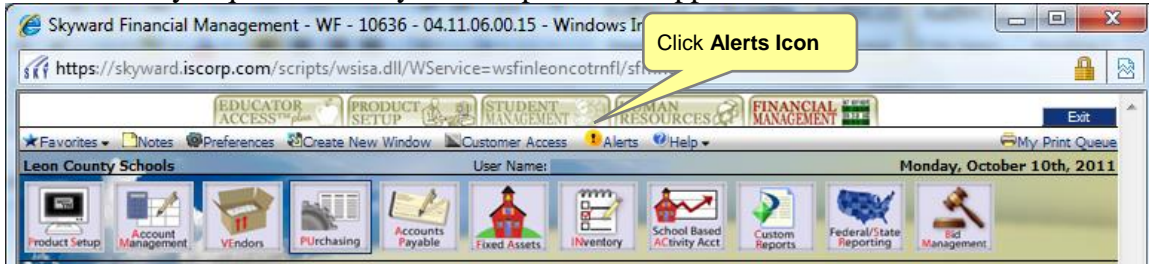 Skyward Financial Management - WF - 10636 - 04.11.06.00.15 - Windows In
Click Alerts Icon
https://skyward.iscorp.com/scripts/wsisa.dll/WService=wsfinleoncotrnfl/sf
EDUCATOR ACCESS plus
PRODUCT SETUP
STUDENT MANAGEMENT
HUMAN RESOURCES
FINANCIAL MANAGEMENT
Exit
Favorites Notes Preferences Create New Window Customer Access Alerts Help My Print Queue
Leon County Schools User Name: Monday, October 10th, 2011
Product Setup
Account Management
VEndors
PUrchasing
Accounts Payable
Fixed Assets
INventory
School Based ACtivity Acct
Custom Reports
Federal/State Reporting
Bid Management